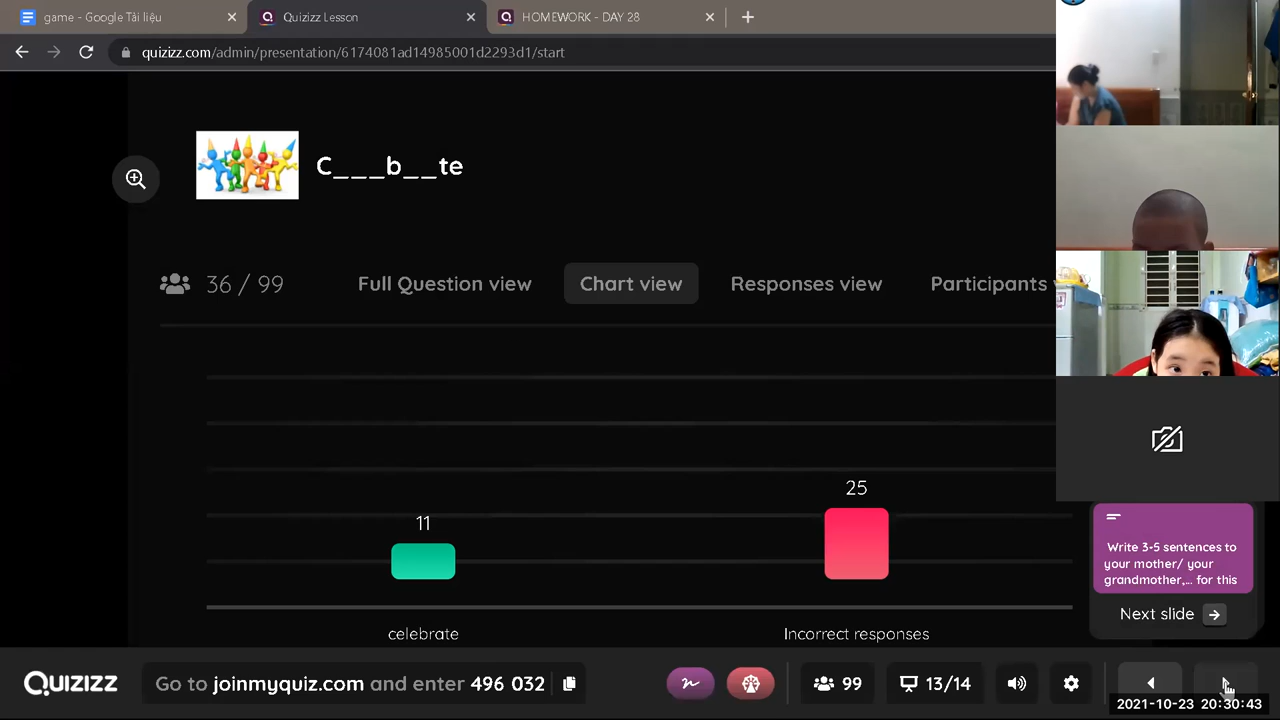 game - Google Tài liệu
Quizizz Lesson
HOMEWORK - DAY 28
quizizz.com/admin/presentation/6174081ad14985001d2293d1/start
C___b__te
36 / 99
Full Question view
Chart view
Responses view
Participants
11
25
celebrate
Incorrect responses
Write 3-5 sentences to
your mother/ your
grandmother,... for this
Next slide
Quizizz
Go to joinmyquiz.com and enter 496 032
99
13/14
2021-10-23 20:30:43